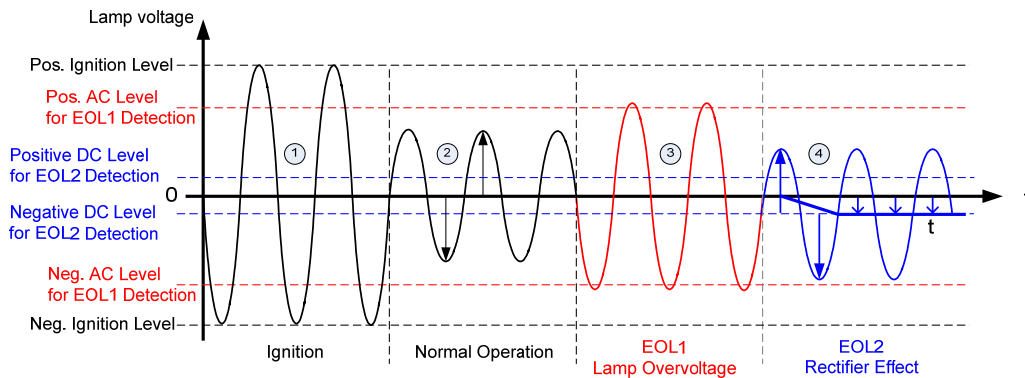 Lamp voltage
Pos. Ignition Level
Pos. AC Level
for EOL1 Detection
Positive DC Level
for EOL2 Detection
0
Negative DC Level
for EOL2 Detection
Neg. AC Level
for EOL1 Detection
Neg. Ignition Level
1
2
3
4
t
Ignition
Normal Operation
EOL1
Lamp Overvoltage
EOL2
Rectifier Effect